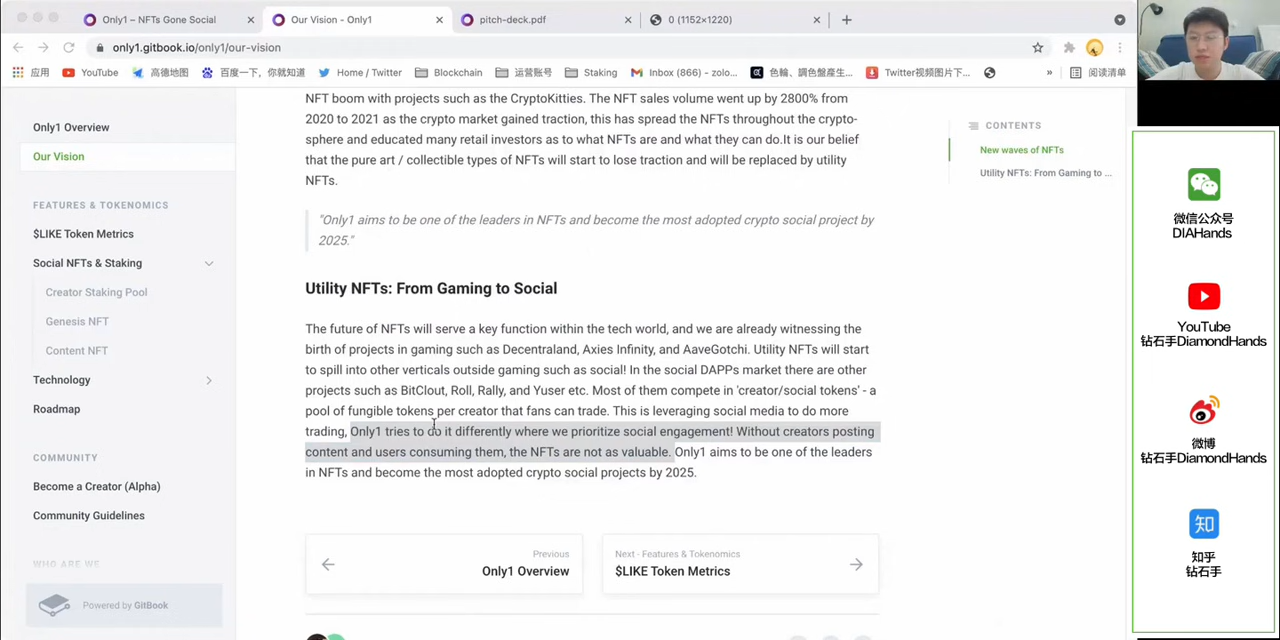 Only1 – NFTs Gone Social
Our Vision - Only1
pitch-deck.pdf
0 (1152×1220)
only1.gitbook.io/only1/our-vision
应用
YouTube
高德地图
百度一下，你就知道
Home / Twitter
Blockchain
运营账号
Staking
Inbox (866) - zolo...
色輪、調色盤產生...
Twitter视频图片下...
»
阅读清单
Only1 Overview
Our Vision
FEATURES & TOKENOMICS
$LIKE Token Metrics
Social NFTs & Staking
Creator Staking Pool
Genesis NFT
Content NFT
Technology
Roadmap
COMMUNITY
Become a Creator (Alpha)
Community Guidelines
WHO ARE WE
Powered by GitBook
NFT boom with projects such as the CryptoKitties. The NFT sales volume went up by 2800% from
2020 to 2021 as the crypto market gained traction, this has spread the NFTs throughout the crypto-
sphere and educated many retail investors as to what NFTs are and what they can do.It is our belief
that the pure art / collectible types of NFTs will start to lose traction and will be replaced by utility
NFTs.
"Only1 aims to be one of the leaders in NFTs and become the most adopted crypto social project by
2025."
Utility NFTs: From Gaming to Social
The future of NFTs will serve a key function within the tech world, and we are already witnessing the
birth of projects in gaming such as Decentraland, Axies Infinity, and AaveGotchi. Utility NFTs will start
to spill into other verticals outside gaming such as social! In the social DAPPs market there are other
projects such as BitClout, Roll, Rally, and Yuser etc. Most of them compete in 'creator/social tokens' - a
pool of fungible tokens per creator that fans can trade. This is leveraging social media to do more
trading, Only1 tries to do it differently where we prioritize social engagement! Without creators posting
content and users consuming them, the NFTs are not as valuable. Only1 aims to be one of the leaders
in NFTs and become the most adopted crypto social projects by 2025.
Previous
Only1 Overview
Next - Features & Tokenomics
$LIKE Token Metrics
CONTENTS
New waves of NFTs
Utility NFTs: From Gaming to ...
微信公众号
DIAHands
YouTube
钻石手DiamondHands
微博
钻石手DiamondHands
知
知乎
钻石手